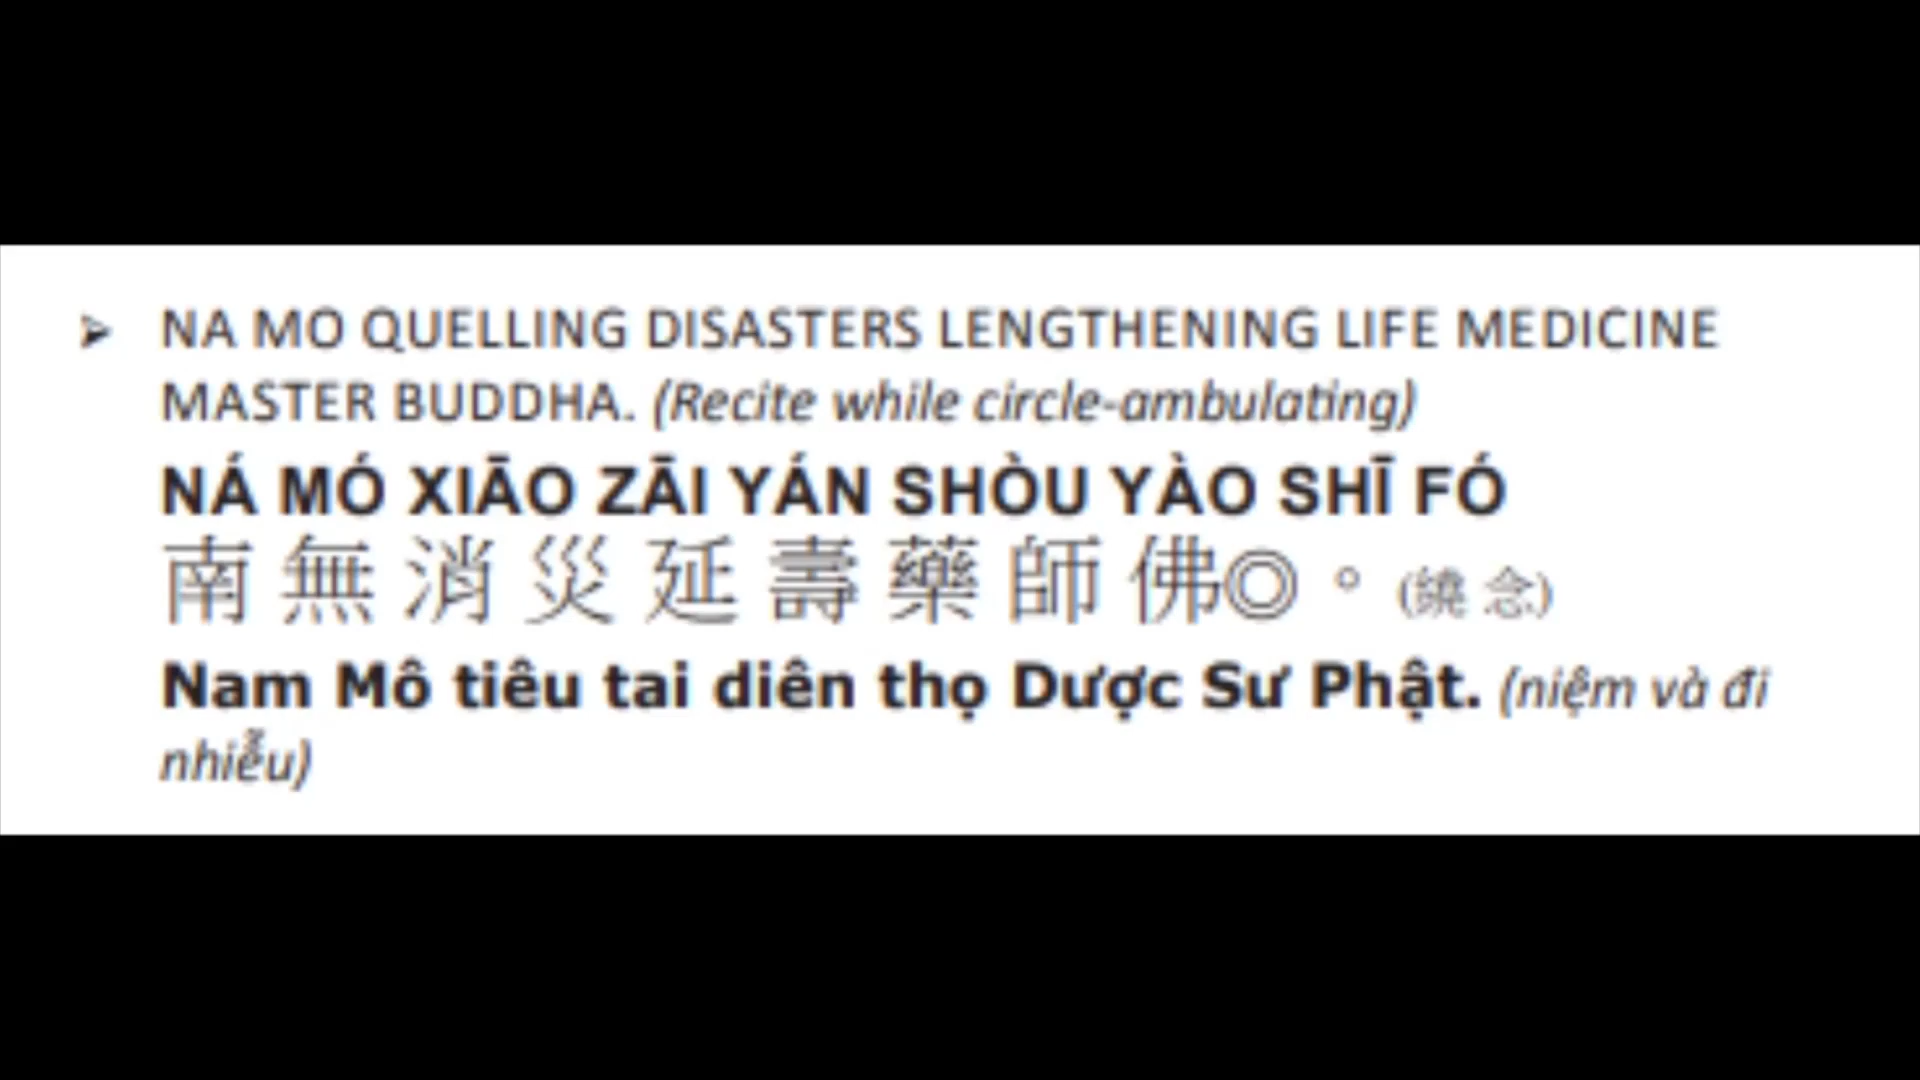 ➢ NA MO QUELLING DISASTERS LENGTHENING LIFE MEDICINE
MASTER BUDDHA. (Recite while circle-ambulating)
NÁ MÓ XIĀO ZĀI YÁN SHÒU YÀO SHĪ FÓ
南 無 消 災 延 壽 藥 師 佛◎。(繞 念)
Nam Mô tiêu tai diên thọ Dược Sư Phật. (niệm và đi
nhiễu)